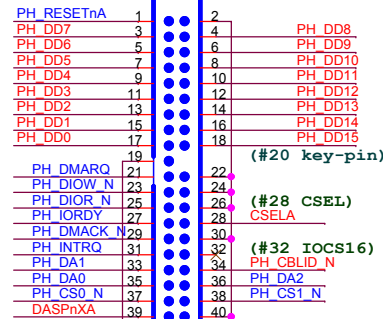 PH_RESETnA 1 2
PH_DD7 3 4 PH_DD8
PH_DD6 5 6 PH_DD9
PH_DD5 7 8 PH_DD10
PH_DD4 9 10 PH_DD11
PH_DD3 11 12 PH_DD12
PH_DD2 13 14 PH_DD13
PH_DD1 15 16 PH_DD14
PH_DD0 17 18 PH_DD15
19 (#20 key-pin)
PH_DMARQ 21 22
PH_DIOW_N 23 24
PH_DIOR_N 25 26 (#28 CSEL)
PH_IORDY 27 28 CSELA
PH_DMACK_N 29 30
PH_INTRQ 31 32 (#32 IOCS16)
PH_DA1 33 34 PH_CBLID_N
PH_DA0 35 36 PH_DA2
PH_CS0_N 37 38 PH_CS1_N
DASPnXA 39 40